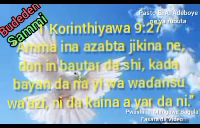 Budeden
Sammi
I Korinthiyawa 9:27
"Amma ina azabta jikina ne,
don in bautar da shi, kada
bayan da na yi wa waɗansu
wa'azi, ni da kaina a yar da ni."